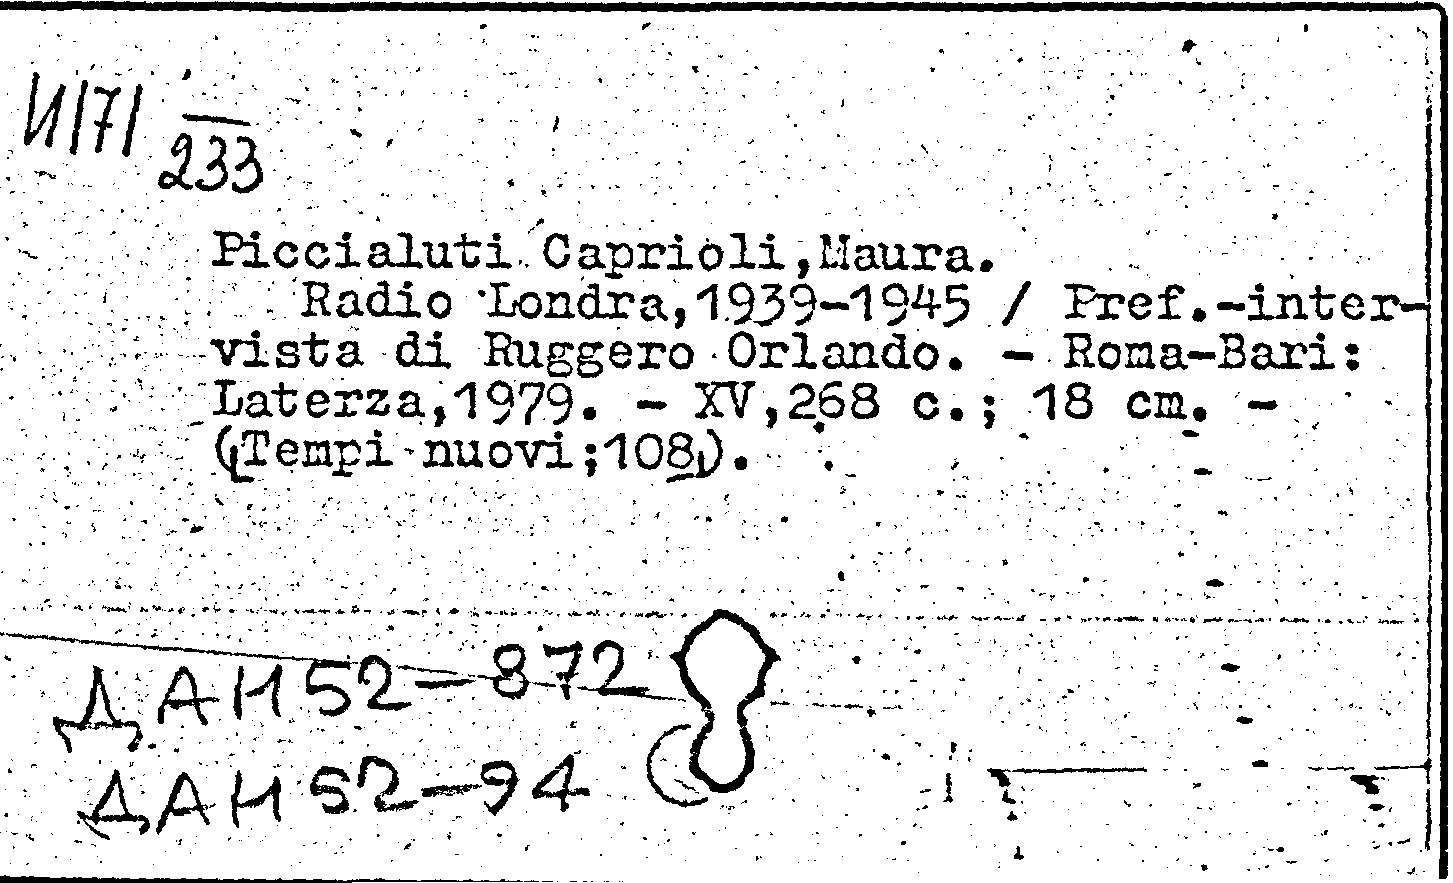 И171 / 233
Piccialuti Caprioli,Maura.
Radio Londra,1939-1945 / Pref.-inter-
vista di Ruggero Orlando. - Roma-Bari:
Laterza,1979. - XV,268 c.; 18 cm. -
(Tempi nuovi;108).
ДАН52-872
ДАН52-94